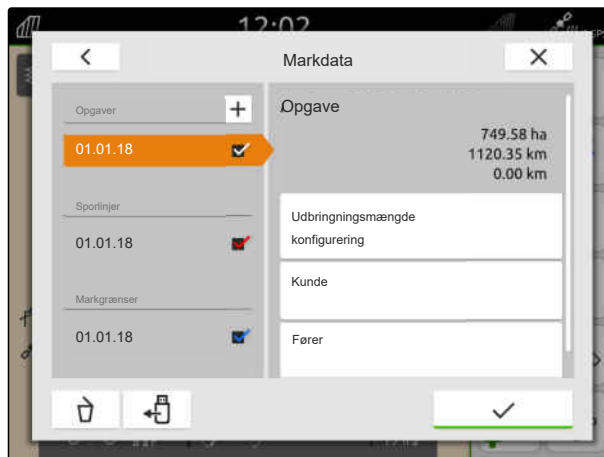 12:02
Markdata
Opgaver
01.01.18
Sporlinjer
01.01.18
Markgrænser
01.01.18
Opgave
749.58 ha
1120.35 km
0.00 km
Udbringningsmængde
konfigurering
Kunde
Fører